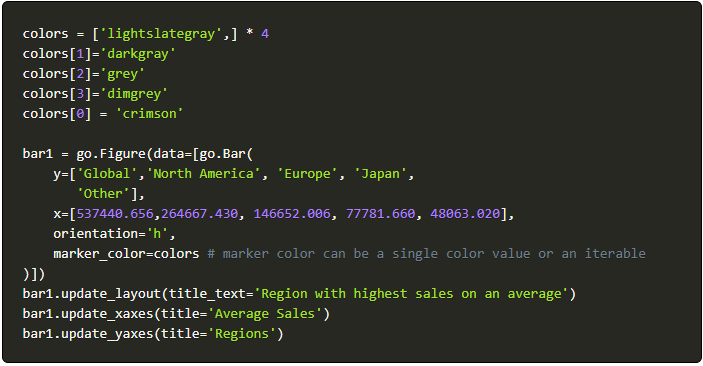 colors = ['lightslategray',] * 4
colors[1]='darkgray'
colors[2]='grey'
colors[3]='dimgrey'
colors[0] = 'crimson'

bar1 = go.Figure(data=[go.Bar(
    y=['Global','North America', 'Europe', 'Japan',
       'Other'],
    x=[537440.656,264667.430, 146652.006, 77781.660, 48063.020],
    orientation='h',
    marker_color=colors # marker color can be a single color value or an iterable
)])
bar1.update_layout(title_text='Region with highest sales on an average')
bar1.update_xaxes(title='Average Sales')
bar1.update_yaxes(title='Regions')